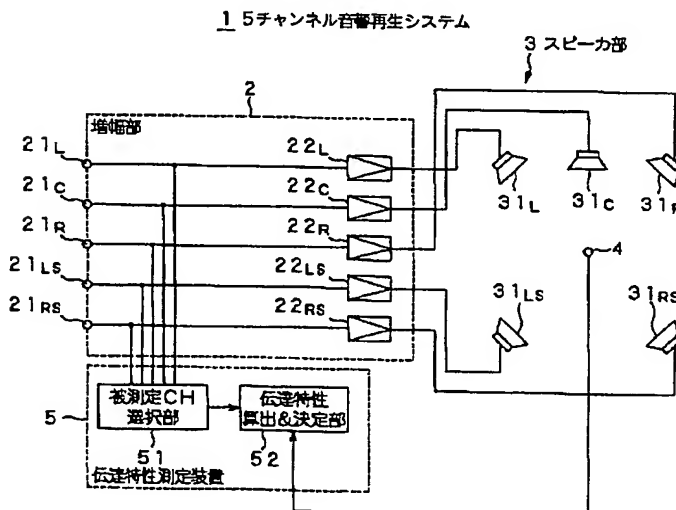 1 5チャンネル音響再生システム
3 スピーカ部
2
増幅部
21L
22L
21C
22C
21R
22R
21LS
22LS
21RS
22RS
31L
31C
31R
4
31LS
31RS
被測定CH
選択部
伝達特性
算出&決定部
5
51
52
伝達特性測定装置